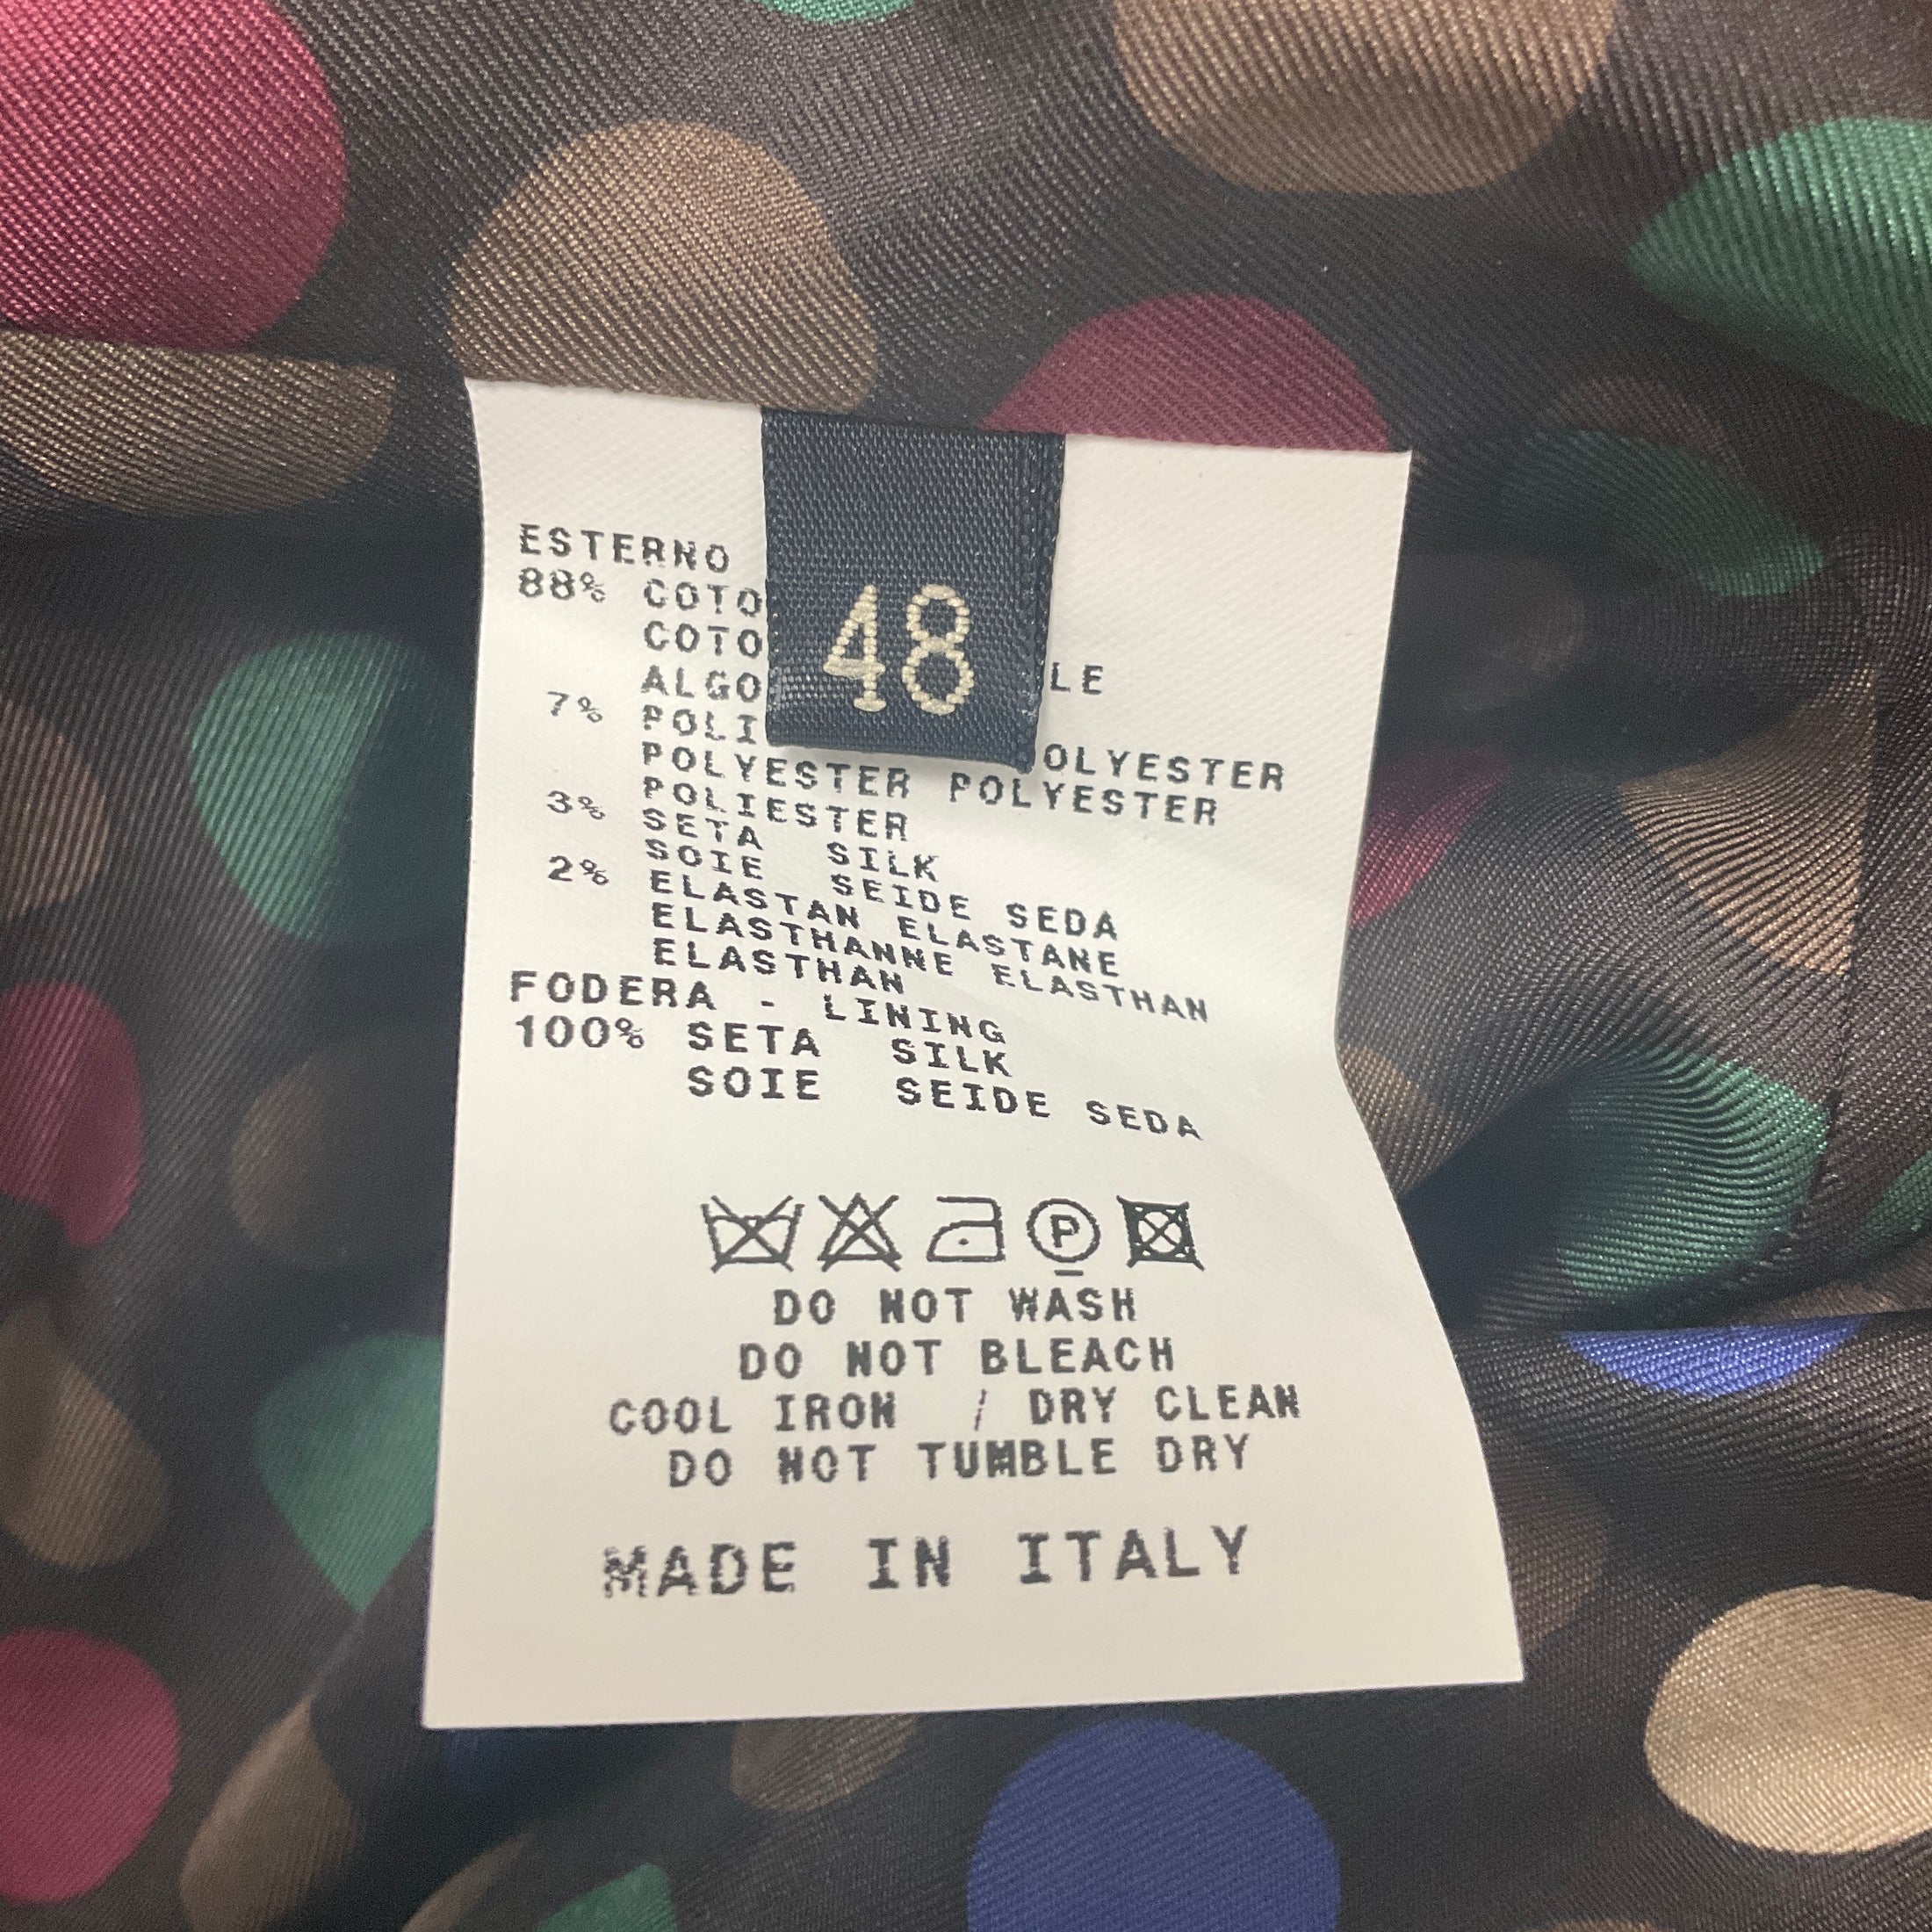 ESTERNO
88% COTO
COTO
ALGO LE
7% POLI OLYESTER
POLYESTER POLYESTER
POLIESTER
3% SETA SILK
SOIE SEIDE SEDA
2% ELASTAN ELASTANE
ELASTHANNE ELASTHAN
ELASTHAN
FODERA - LINING
100% SETA SILK
SOIE SEIDE SEDA
48
P
DO NOT WASH
DO NOT BLEACH
COOL IRON / DRY CLEAN
DO NOT TUMBLE DRY
MADE IN ITALY